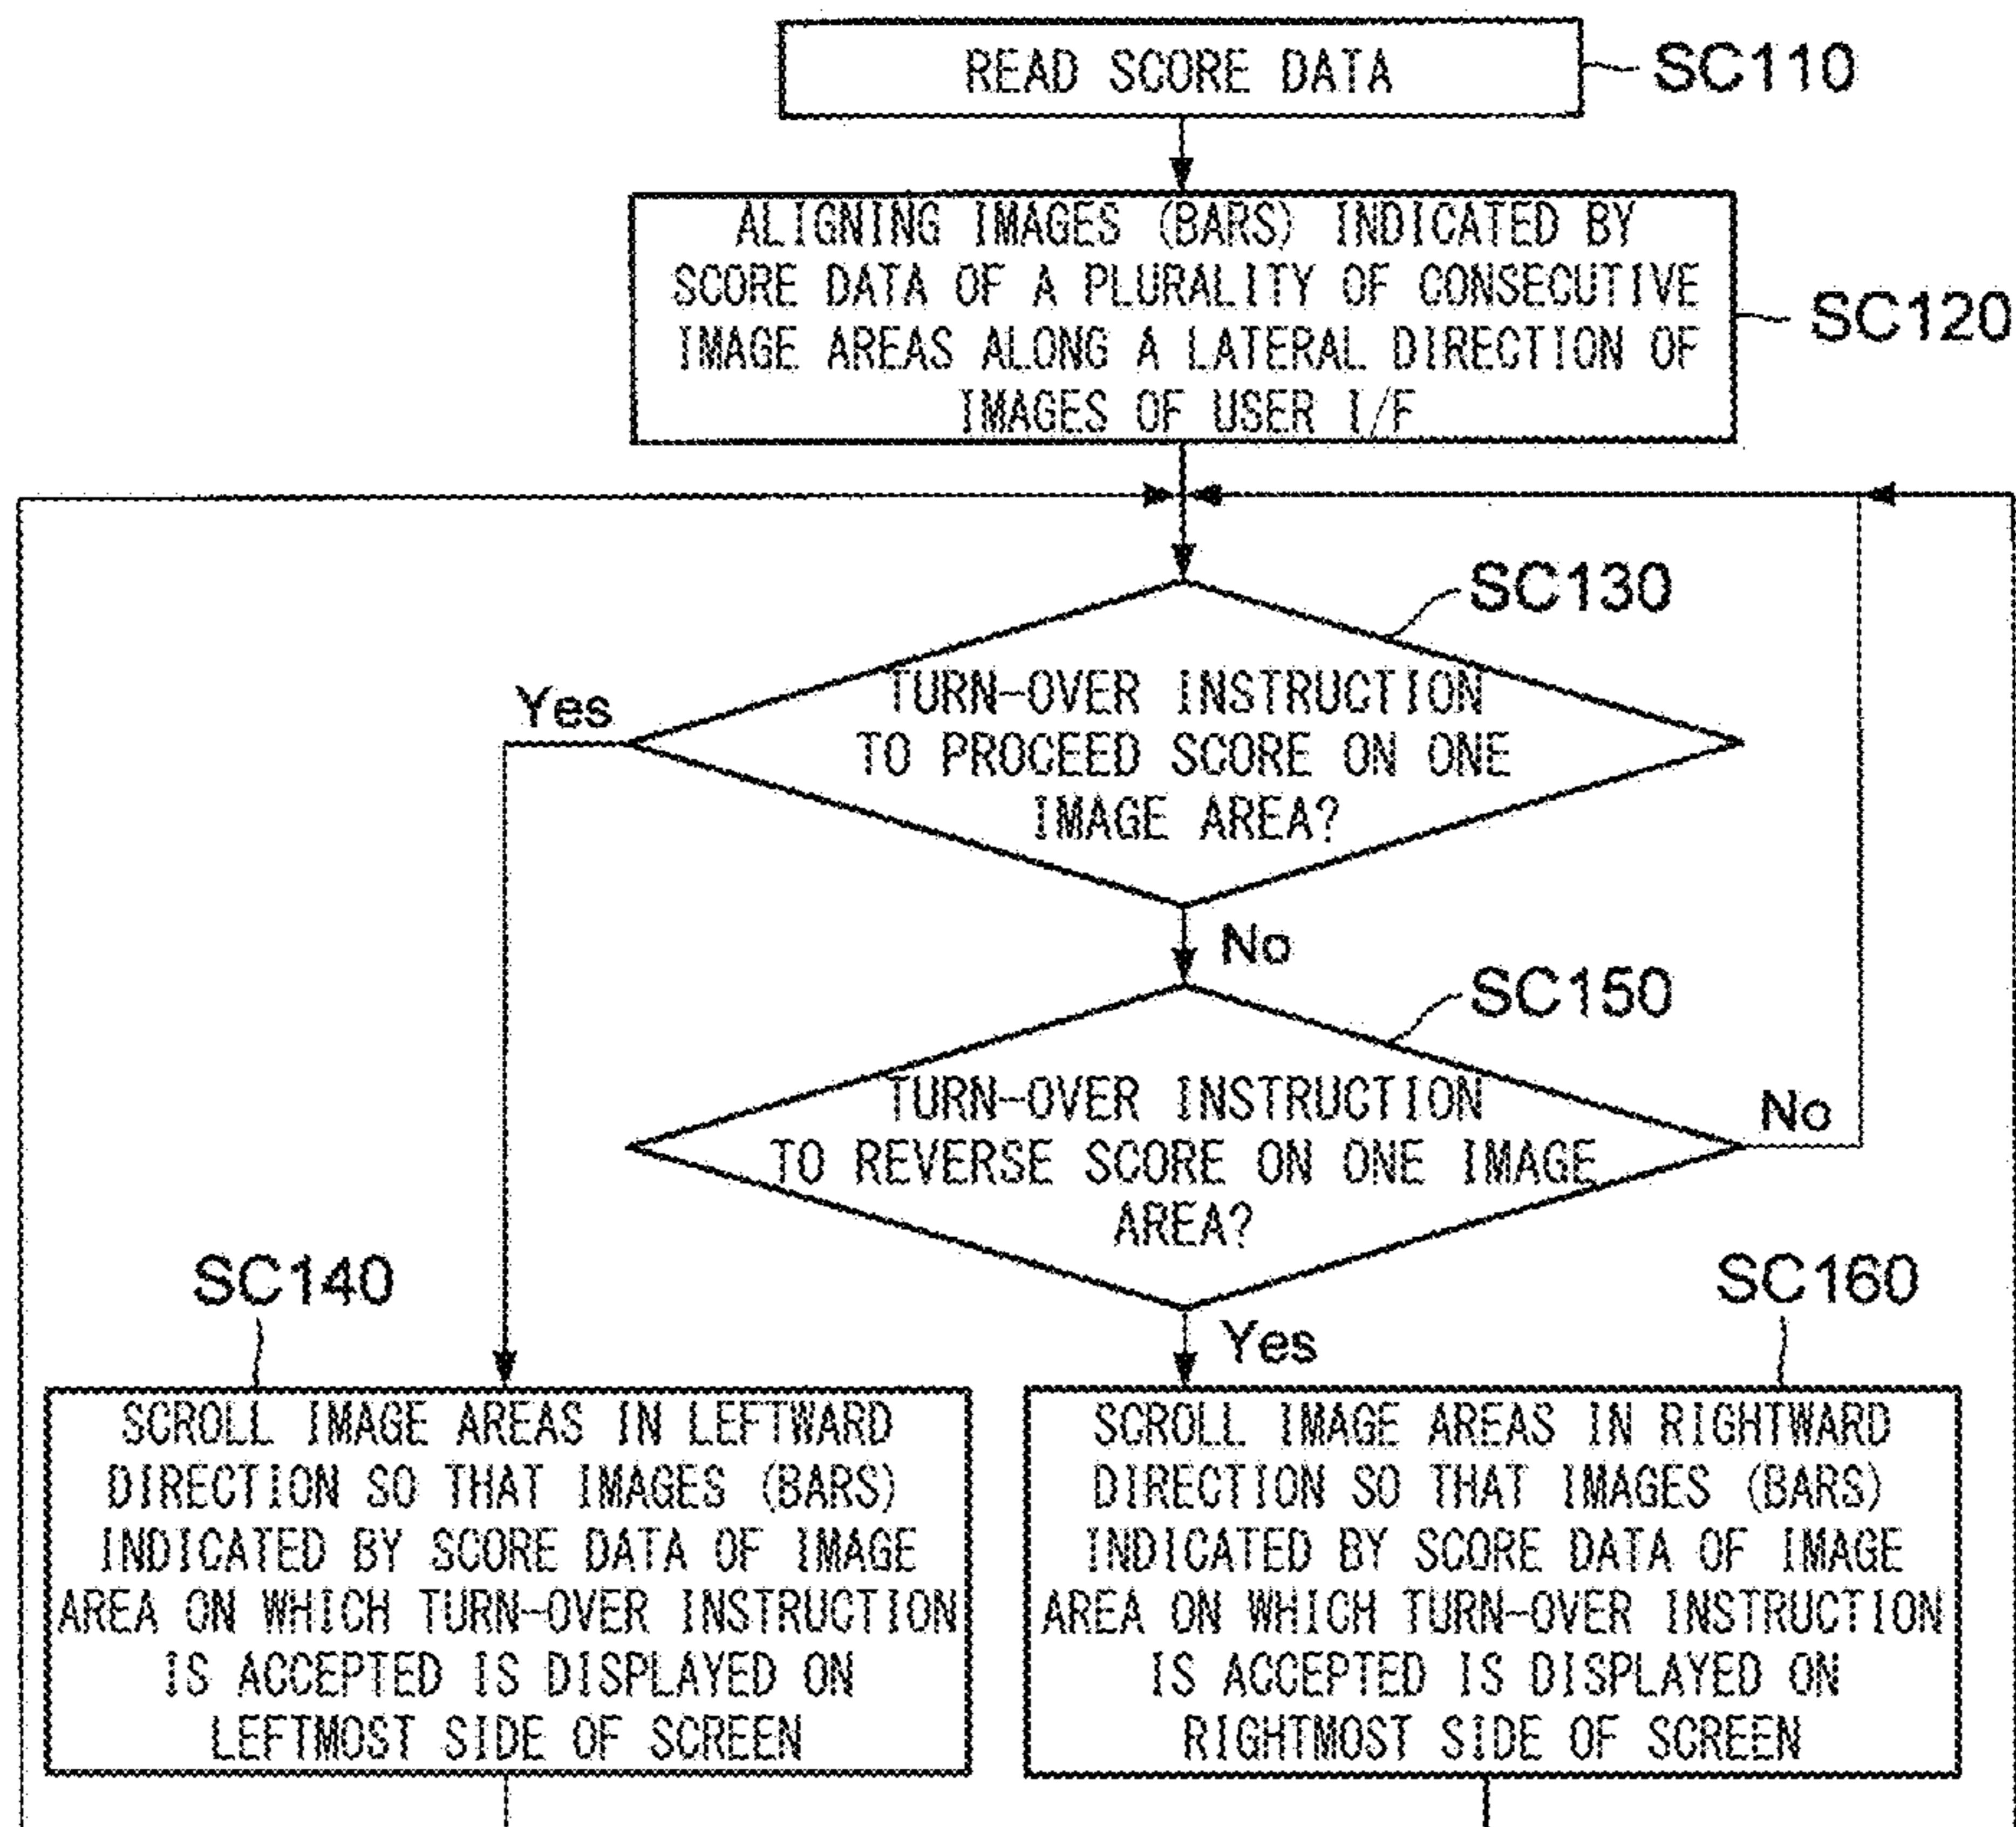 READ SCORE DATA
SC110
ALIGNING IMAGES (BARS) INDICATED BY
SCORE DATA OF A PLURALITY OF CONSECUTIVE
IMAGE AREAS ALONG A LATERAL DIRECTION OF
IMAGES OF USER I/F
SC120
SC130
TURN-OVER INSTRUCTION
TO PROCEED SCORE ON ONE
IMAGE AREA?
Yes
No
SC150
TURN-OVER INSTRUCTION
TO REVERSE SCORE ON ONE IMAGE
AREA?
No
Yes
SC140
SCROLL IMAGE AREAS IN LEFTWARD
DIRECTION SO THAT IMAGES (BARS)
INDICATED BY SCORE DATA OF IMAGE
AREA ON WHICH TURN-OVER INSTRUCTION
IS ACCEPTED IS DISPLAYED ON
LEFTMOST SIDE OF SCREEN
SC160
SCROLL IMAGE AREAS IN RIGHTWARD
DIRECTION SO THAT IMAGES (BARS)
INDICATED BY SCORE DATA OF IMAGE
AREA ON WHICH TURN-OVER INSTRUCTION
IS ACCEPTED IS DISPLAYED ON
RIGHTMOST SIDE OF SCREEN